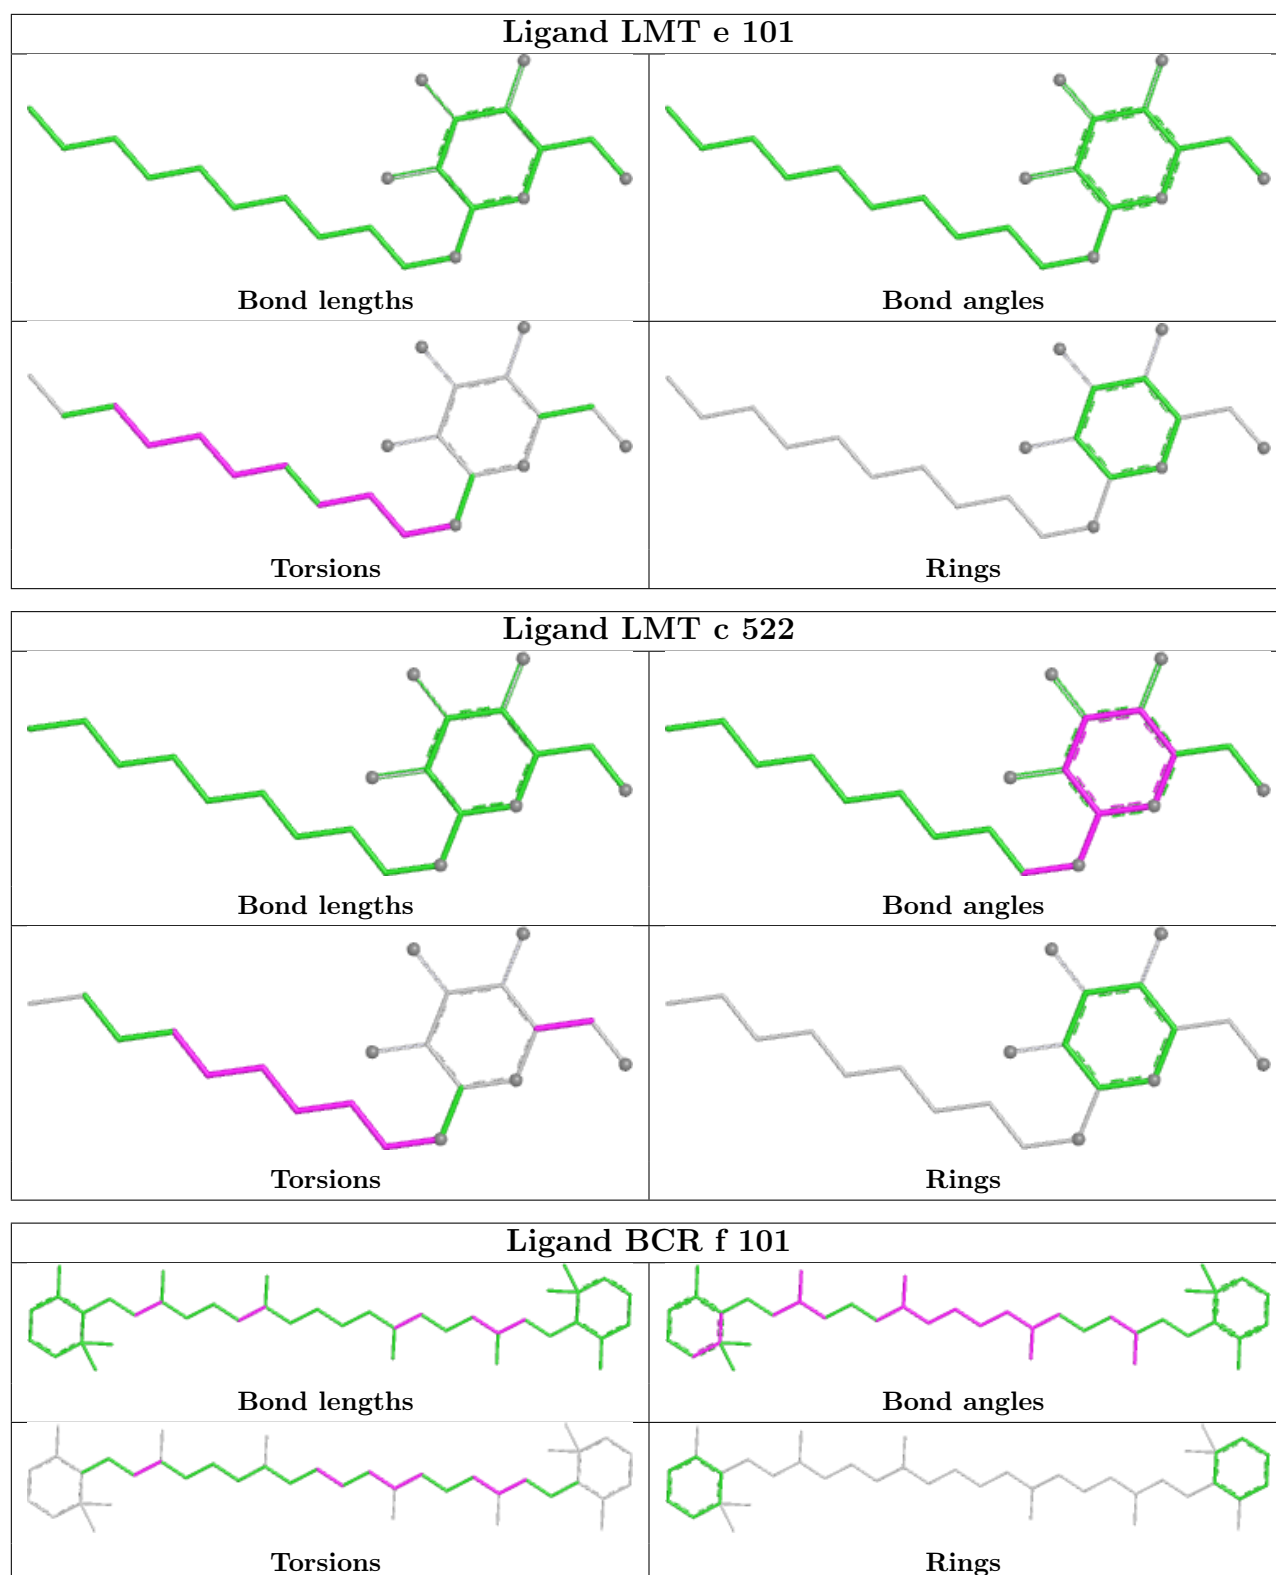 Ligand LMT e 101
Bond lengths
Bond angles
Torsions
Rings
Ligand LMT c 522
Bond lengths
Bond angles
Torsions
Rings
Ligand BCR f 101
Bond lengths
Bond angles
Torsions
Rings